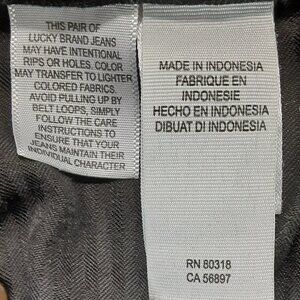 THIS PAIR OF
LUCKY BRAND JEANS
MAY HAVE INTENTIONAL
RIPS OR HOLES. COLOR
MAY TRANSFER TO LIGHTER
COLORED FABRICS.
AVOID PULLING UP BY
BELT LOOPS, SIMPLY
FOLLOW THE CARE
INSTRUCTIONS TO
ENSURE THAT YOUR
JEANS MAINTAIN THEIR
INDIVIDUAL CHARACTER
MADE IN INDONESIA
FABRIQUE EN
INDONESIE
HECHO EN INDONESIA
DIBUAT DI INDONESIA
RN 80318
CA 56897